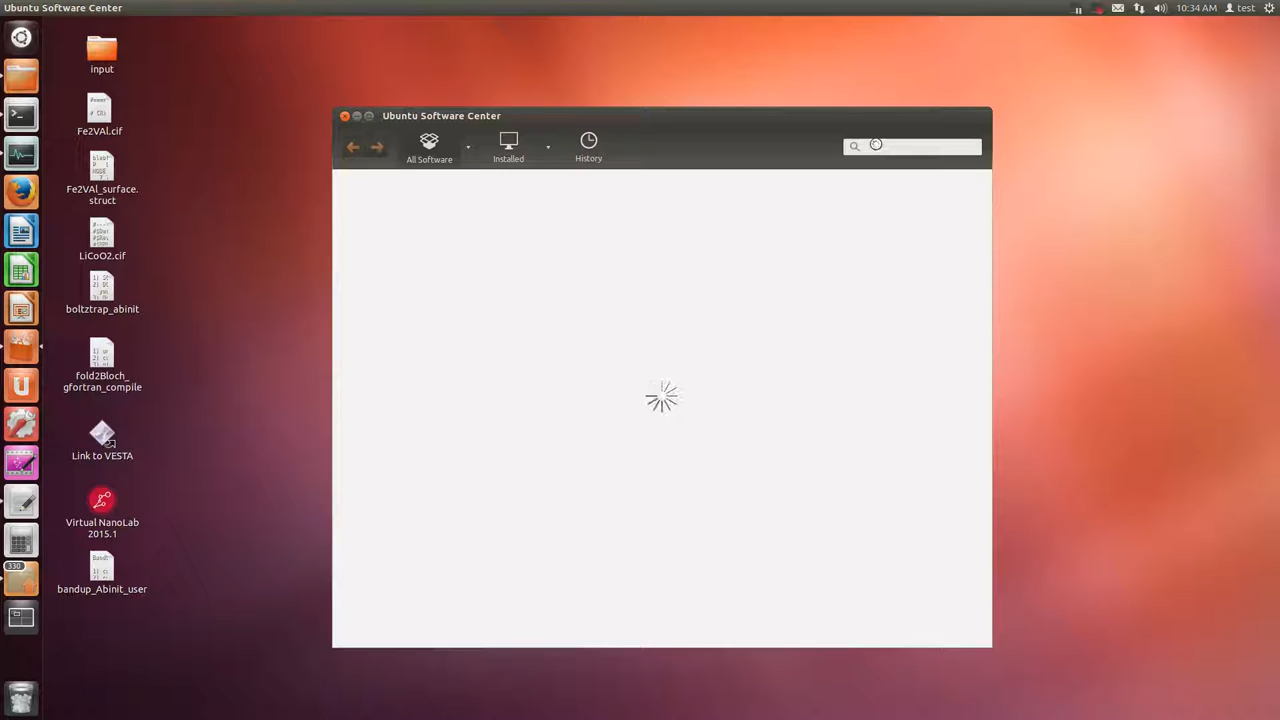 Ubuntu Software Center
10:34 AM
test
input
Fe2VAl.cif
Fe2VAl_surface.
struct
LiCoO2.cif
boltztrap_abinit
fold2Bloch_
gfortran_compile
Link to VESTA
Virtual NanoLab
2015.1
bandup_Abinit_user
330
Ubuntu Software Center
All Software
Installed
History